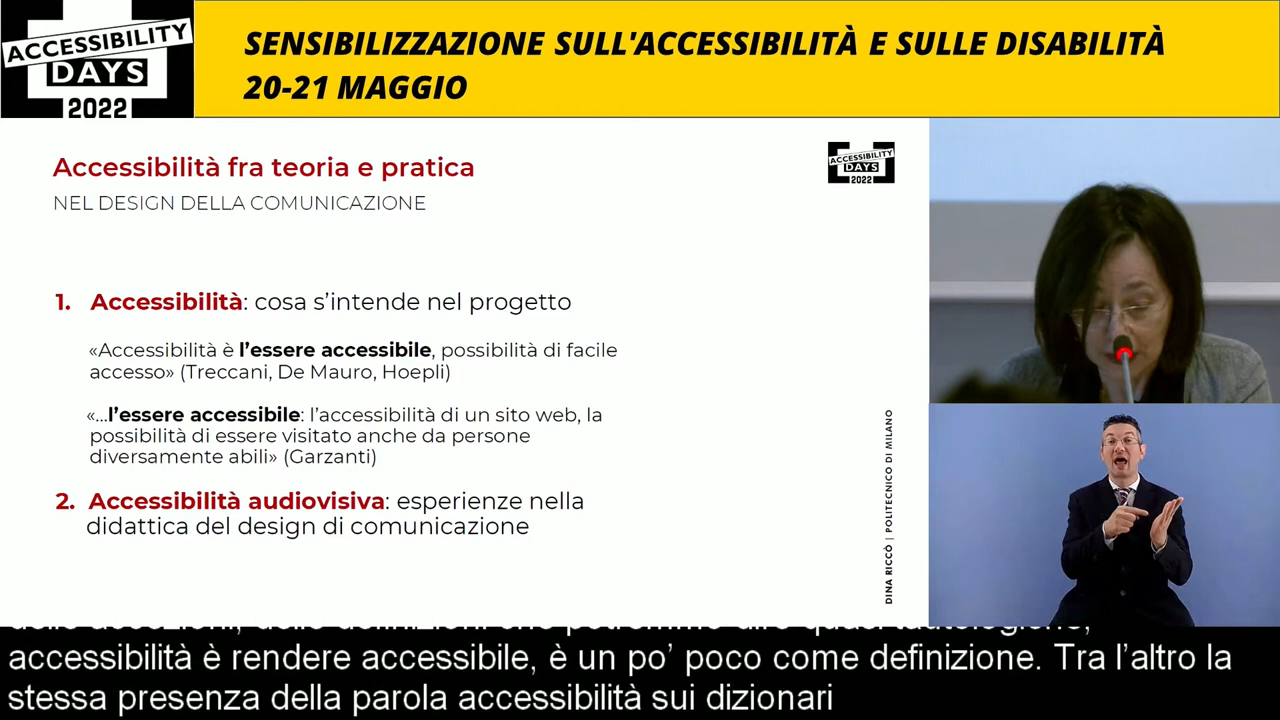 ACCESSIBILITY
DAYS
2022
SENSIBILIZZAZIONE SULL'ACCESSIBILITÀ E SULLE DISABILITÀ
20-21 MAGGIO
Accessibilità fra teoria e pratica
NEL DESIGN DELLA COMUNICAZIONE
ACCESSIBILITY
DAYS
2022
1. Accessibilità: cosa s'intende nel progetto
«Accessibilità è l'essere accessibile, possibilità di facile
accesso» (Treccani, De Mauro, Hoepli)
«...l'essere accessibile: l'accessibilità di un sito web, la
possibilità di essere visitato anche da persone
diversamente abili» (Garzanti)
2. Accessibilità audiovisiva: esperienze nella
didattica del design di comunicazione
DINA RICCÒ | POLITECNICO DI MILANO
accessibilità è rendere accessibile, è un po' poco come definizione. Tra l'altro la
stessa presenza della parola accessibilità sui dizionari